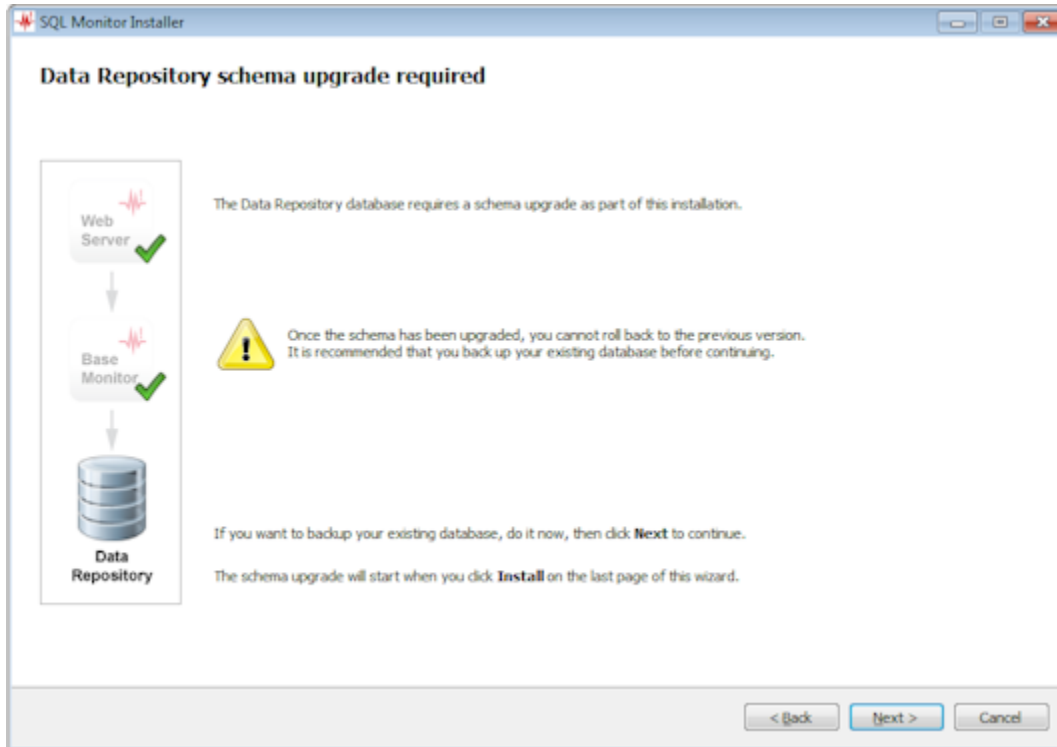 SQL Monitor Installer
Data Repository schema upgrade required
Web
Server
Base
Monitor
Data
Repository
The Data Repository database requires a schema upgrade as part of this installation.
Once the schema has been upgraded, you cannot roll back to the previous version.
It is recommended that you back up your existing database before continuing.
If you want to backup your existing database, do it now, then click Next to continue.
The schema upgrade will start when you click Install on the last page of this wizard.
< Back
Next >
Cancel